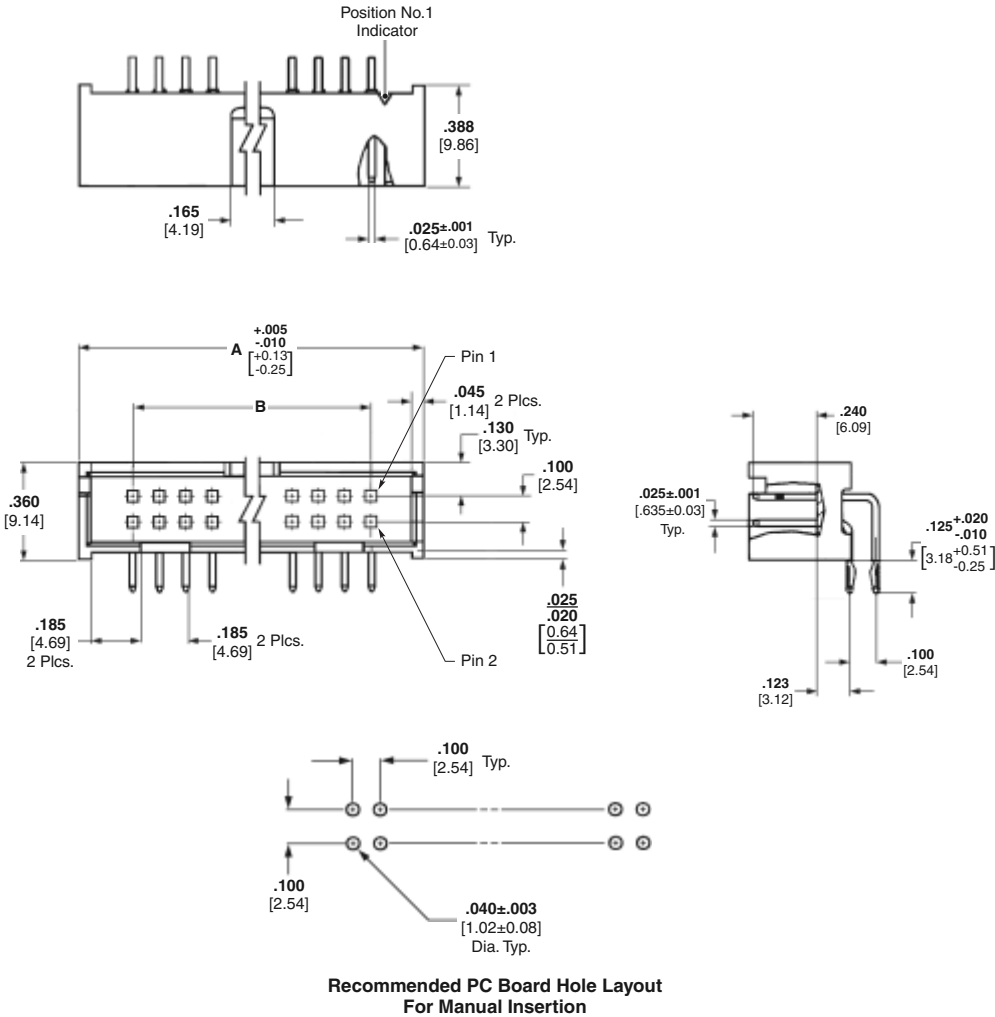 Position No.1
Indicator
.388
[9.86]
.165
[4.19]
.025±.001
[0.64±0.03] Typ.
A +.005
-.010
[+0.13
-0.25]
Pin 1
B
.045
[1.14] 2 Plcs.
.130
[3.30] Typ.
.100
[2.54]
.360
[9.14]
.025
.020
[0.64
0.51]
.185
[4.69]
2 Plcs.
.185
[4.69] 2 Plcs.
Pin 2
.240
[6.09]
.025±.001
[.635±0.03]
Typ.
.125+.020
-.010
[3.18+0.51
-0.25]
.100
[2.54]
.123
[3.12]
.100
[2.54] Typ.
.100
[2.54]
.040±.003
[1.02±0.08]
Dia. Typ.
Recommended PC Board Hole Layout
For Manual Insertion